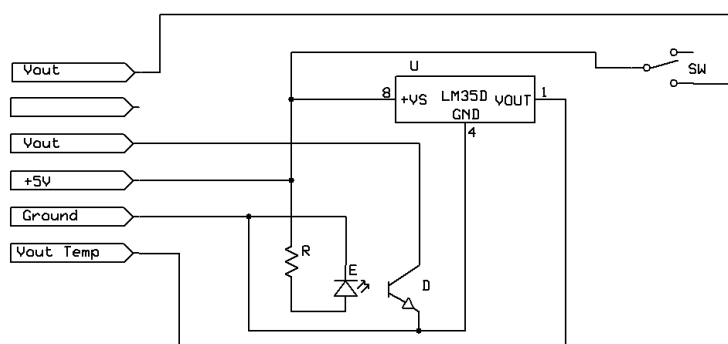 Vout
Vout
+5V
Ground
Vout Temp
U
8
+VS
LM35D
VOUT
GND
1
4
SW
R
E
D